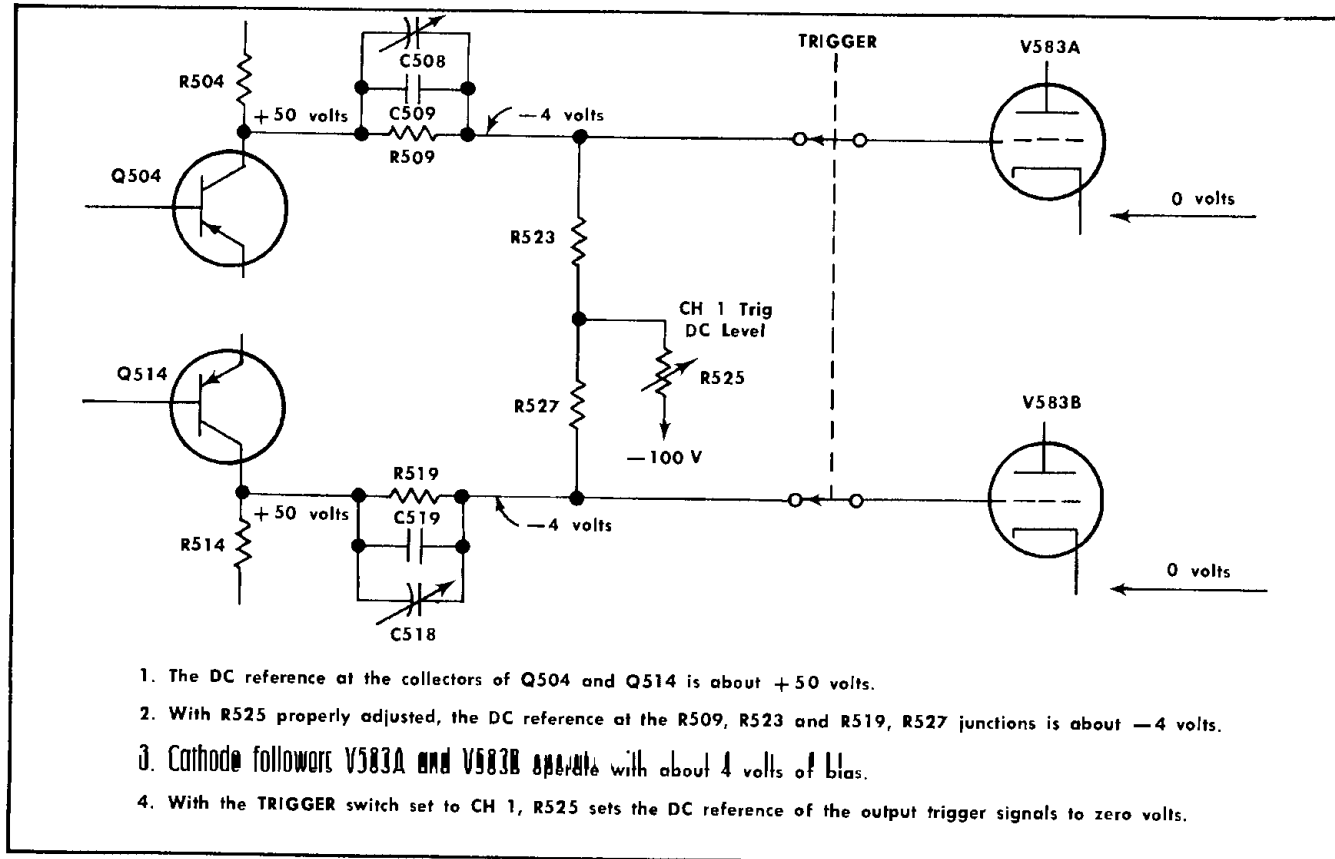 TRIGGER
V583A
C508
R504
+50 volts
C509
−4 volts
R509
Q504
0 volts
R523
CH 1 Trig
DC Level
R525
Q514
R527
V583B
−100 V
R519
+50 volts
C519
−4 volts
R514
0 volts
C518
1. The DC reference at the collectors of Q504 and Q514 is about +50 volts.
2. With R525 properly adjusted, the DC reference at the R509, R523 and R519, R527 junctions is about −4 volts.
3. Cathode followers V583A and V583B operate with about 4 volts of bias.
4. With the TRIGGER switch set to CH 1, R525 sets the DC reference of the output trigger signals to zero volts.